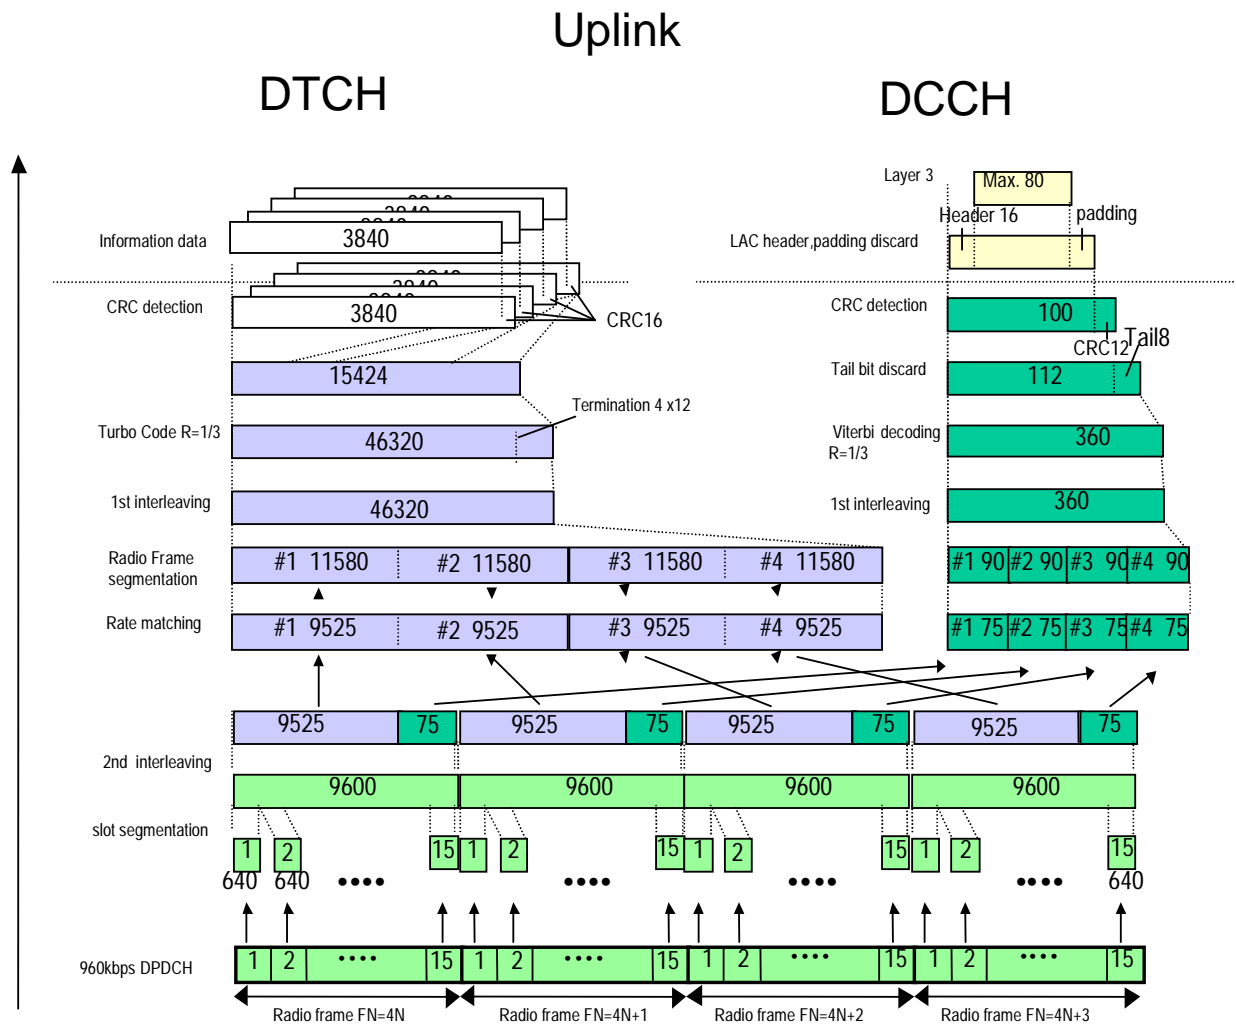 Uplink
DTCH
DCCH
Layer 3
Max. 80
Header 16
padding
Information data
3840
LAC header,padding discard
CRC detection
3840
CRC16
CRC detection
100
CRC12
Tail8
15424
Tail bit discard
112
Termination 4 x12
Turbo Code R=1/3
46320
Viterbi decoding
R=1/3
360
1st interleaving
46320
1st interleaving
360
Radio Frame
segmentation
#1 11580
#2 11580
#3 11580
#4 11580
#1 90
#2 90
#3 90
#4 90
Rate matching
#1 9525
#2 9525
#3 9525
#4 9525
#1 75
#2 75
#3 75
#4 75
9525
75
9525
75
9525
75
9525
75
2nd interleaving
9600
9600
9600
9600
slot segmentation
1
2
15
1
2
15
1
2
15
1
2
15
640
640
••••
••••
••••
••••
640
960kbps DPDCH
1
2
••••
15
1
2
••••
15
1
2
••••
15
1
2
••••
15
Radio frame FN=4N
Radio frame FN=4N+1
Radio frame FN=4N+2
Radio frame FN=4N+3